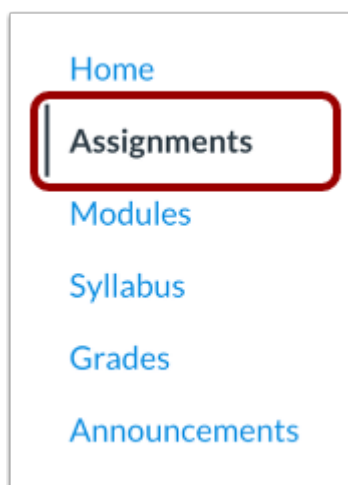 Home
Assignments
Modules
Syllabus
Grades
Announcements